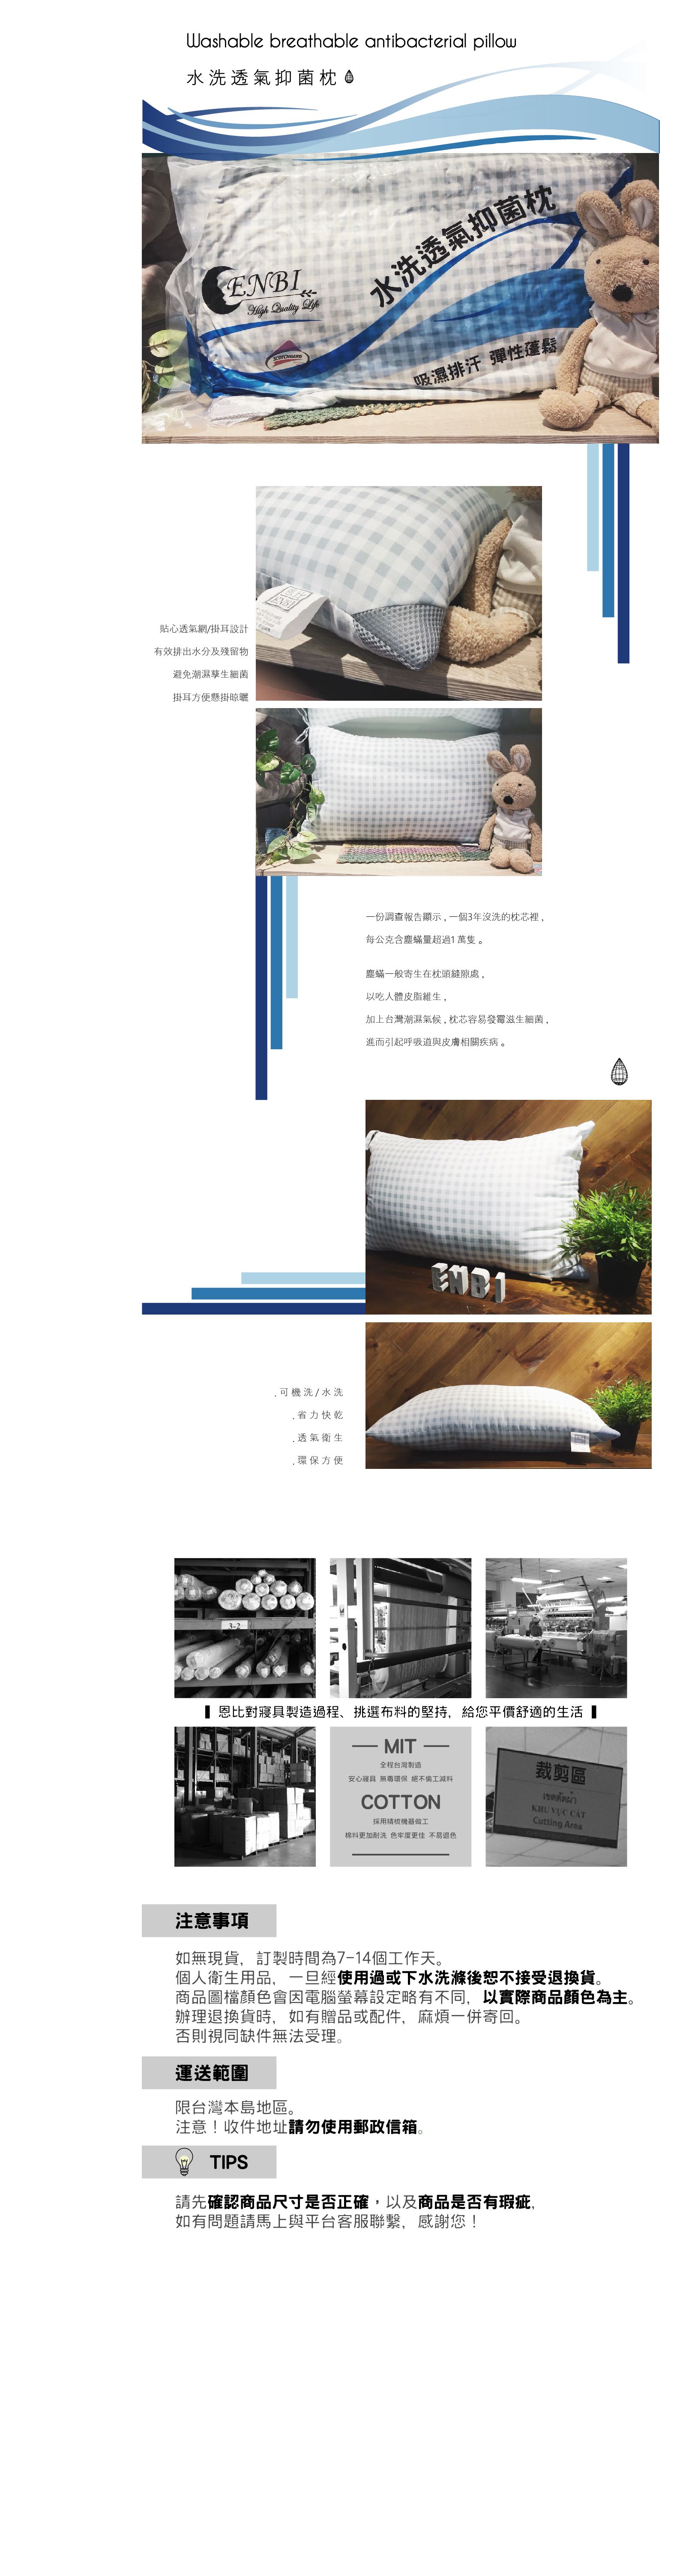 Washable breathable antibacterial pillow
水洗透氣抑菌枕
水洗透氣抑菌枕
ENBI
High Quality Life
SCOTCHGARD
吸濕排汗 彈性蓬鬆
貼心透氣網/掛耳設計
有效排出水分及殘留物
避免潮濕孳生細菌
掛耳方便懸掛晾曬
一份調查報告顯示，一個3年沒洗的枕芯裡，
每公克含塵蟎量超過1萬隻。
塵蟎一般寄生在枕頭縫隙處，
以吃人體皮脂維生，
加上台灣潮濕氣候，枕芯容易發霉滋生細菌，
進而引起呼吸道與皮膚相關疾病。
ENBI
.可機洗/水洗
.省力快乾
.透氣衛生
.環保方便
3-2
恩比對寢具製造過程、挑選布料的堅持，給您平價舒適的生活
MIT
全程台灣製造
安心寢具 無毒環保 絕不偷工減料
COTTON
採用精梳機器做工
棉料更加耐洗 色牢度更佳 不易退色
裁剪區
เขตตัดผ้า
KHU VỰC CẮT
Cutting Area
注意事項
如無現貨，訂製時間為7-14個工作天。
個人衛生用品，一旦經使用過或下水洗滌後恕不接受退換貨。
商品圖檔顏色會因電腦螢幕設定略有不同，以實際商品顏色為主。
辦理退換貨時，如有贈品或配件，麻煩一併寄回。
否則視同缺件無法受理。
運送範圍
限台灣本島地區。
注意！收件地址請勿使用郵政信箱。
TIPS
請先確認商品尺寸是否正確，以及商品是否有瑕疵，
如有問題請馬上與平台客服聯繫，感謝您！